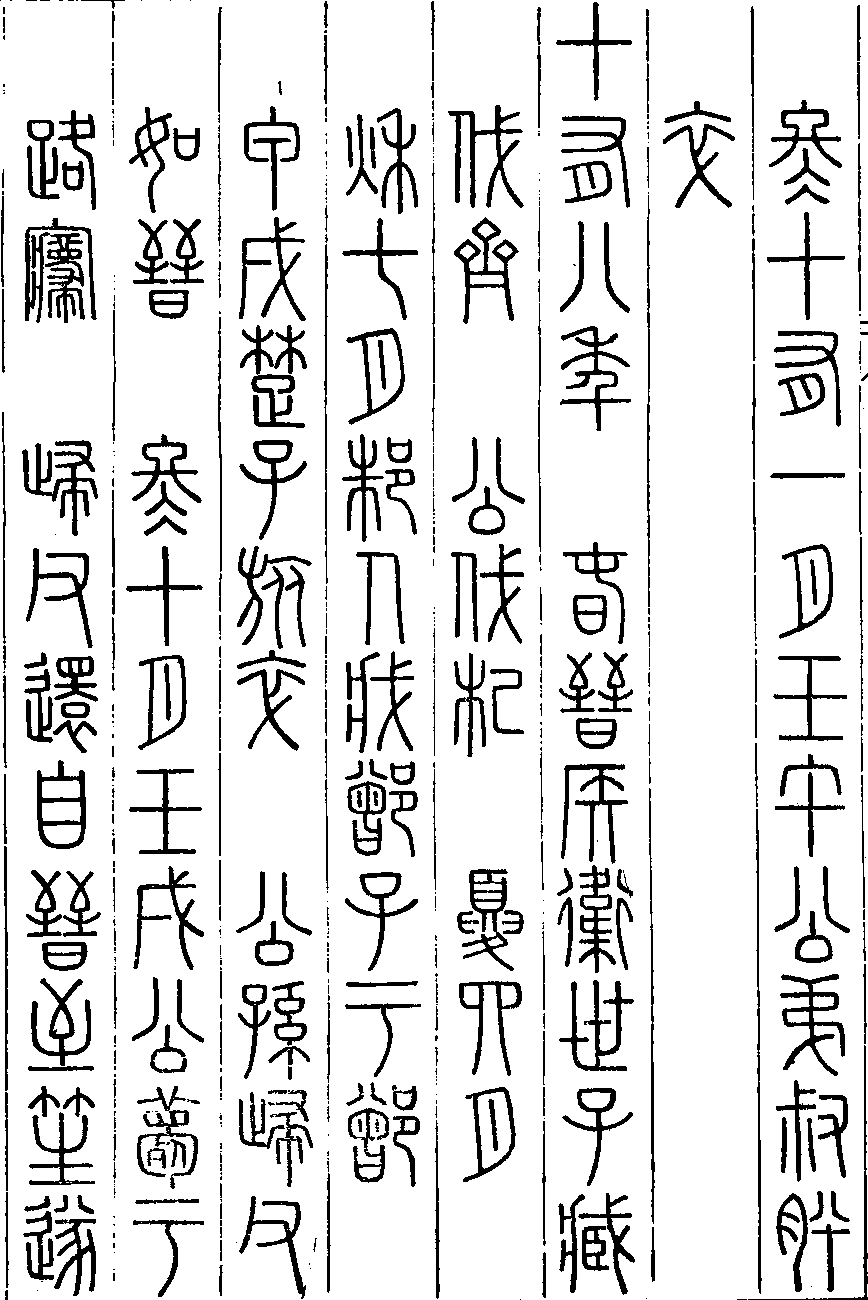 冬十有一月壬午公弟叔肸
卒
十有八年　春晉侯衛世子臧
伐齊　公伐杞　夏四月
秋七月邾人戕鄫子于鄫
甲戌楚子旅卒　公孫歸父
如晉　冬十月壬戌公薨于
路寢　歸父還自晉至笙遂